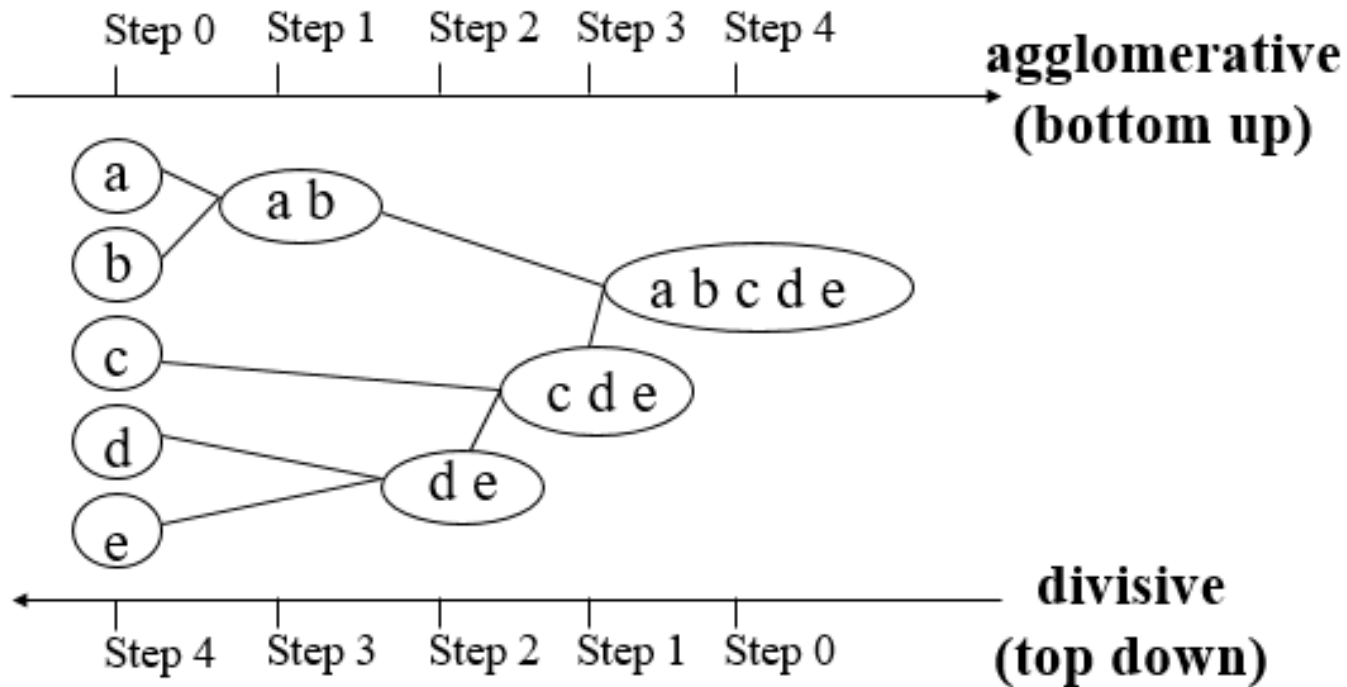 Step 0 Step 1 Step 2 Step 3 Step 4
agglomerative
(bottom up)
a
a b
b
a b c d e
c
c d e
d
d e
e
divisive
(top down)
Step 4 Step 3 Step 2 Step 1 Step 0